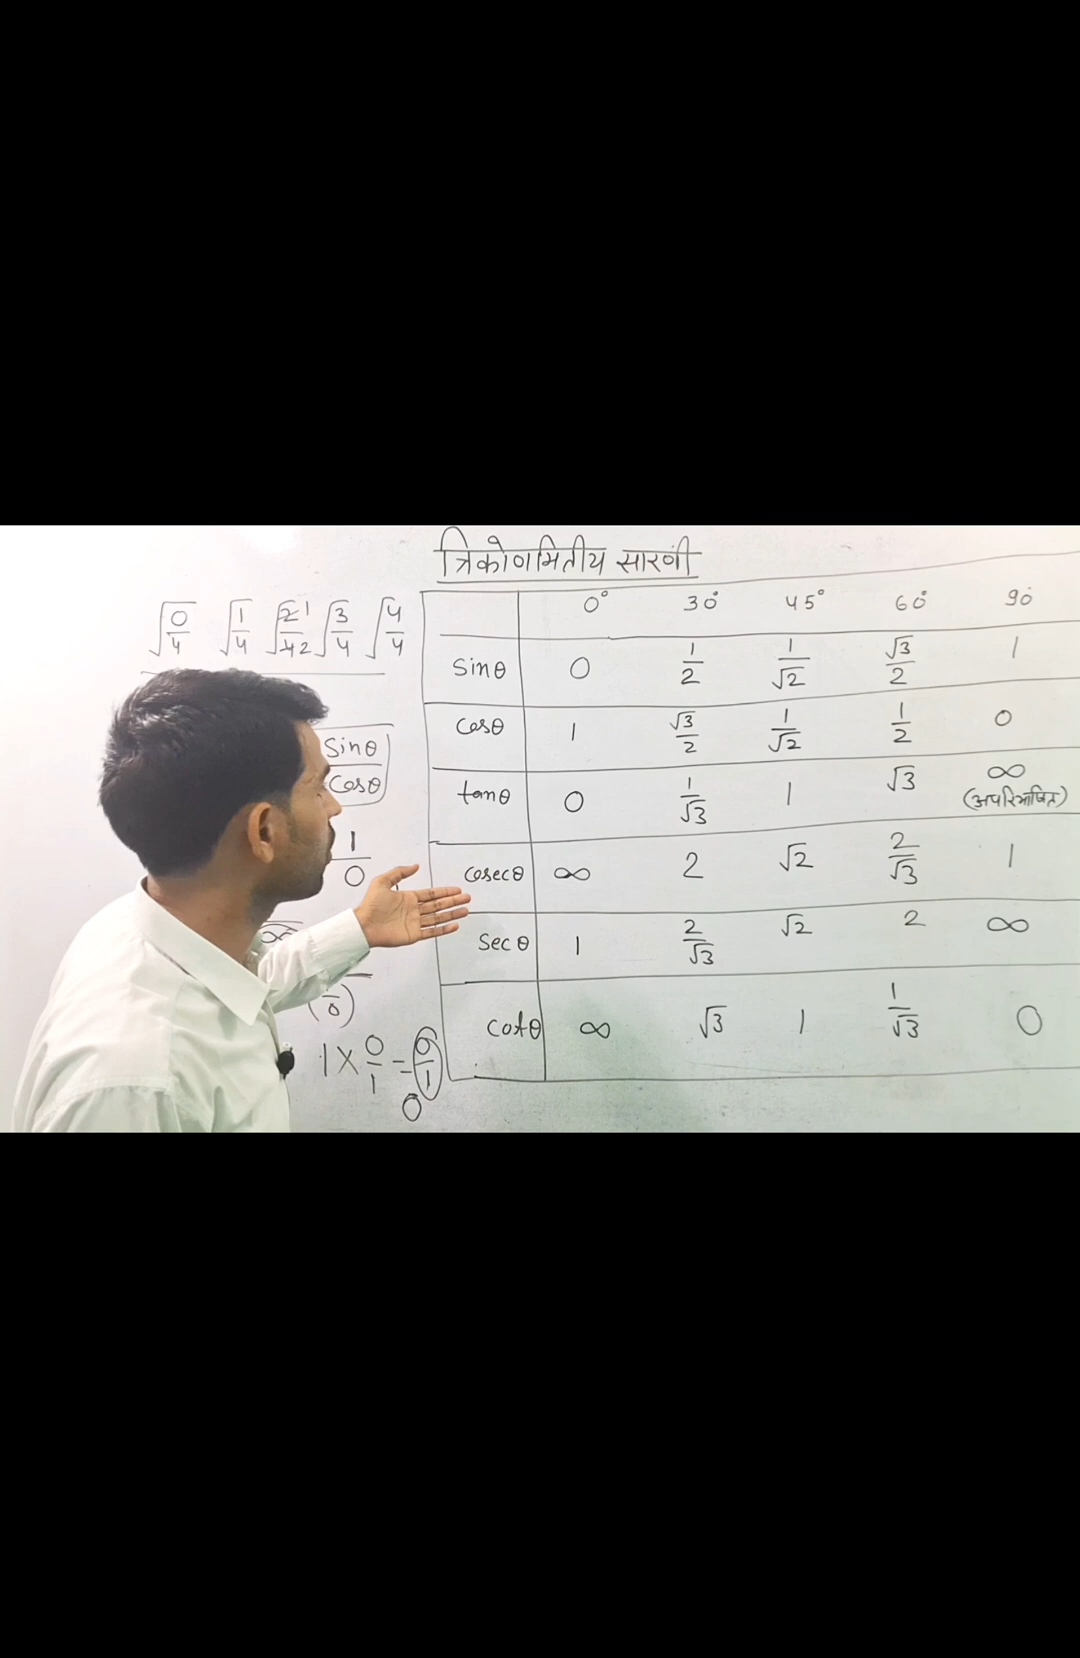 त्रिकोणमितीय सारणी
√0/4 √1/4 √2/4 1 2 √3/4 √4/4
0° 30° 45° 60° 90°
Sinθ 0 1/2 1/√2 √3/2 1
Cosθ 1 √3/2 1/√2 1/2 0
tanθ 0 1/√3 1 √3 ∞ (अपरिभाषित)
Cosecθ ∞ 2 √2 2/√3 1
Sec θ 1 2/√3 √2 2 ∞
Cotθ ∞ √3 1 1/√3 0
Sinθ/Cosθ
1/0
1 × 0/1 = 0/1
0